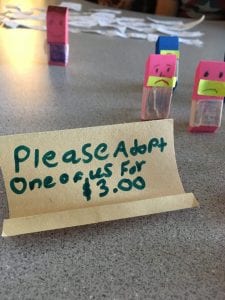 Please Adopt
One of us For
$3.00